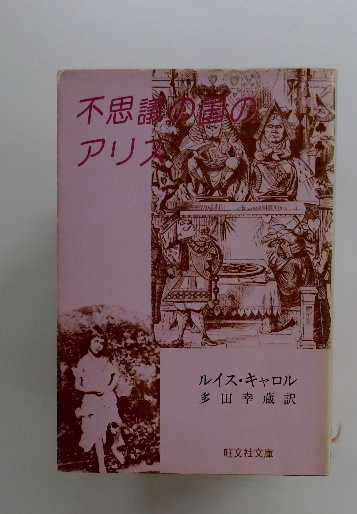 不思議の国の
アリス
ルイス・キャロル
多田幸蔵訳
旺文社文庫